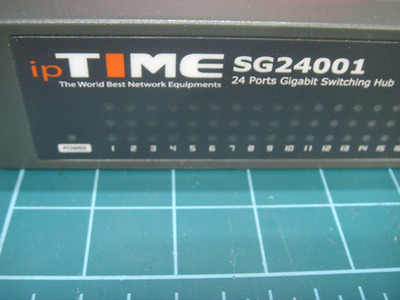 ipTIME SG24001
The World Best Network Equipments 24 Ports Gigabit Switching Hub
POWER 1 2 3 4 5 6 7 8 9 10 11 12 13 14 15